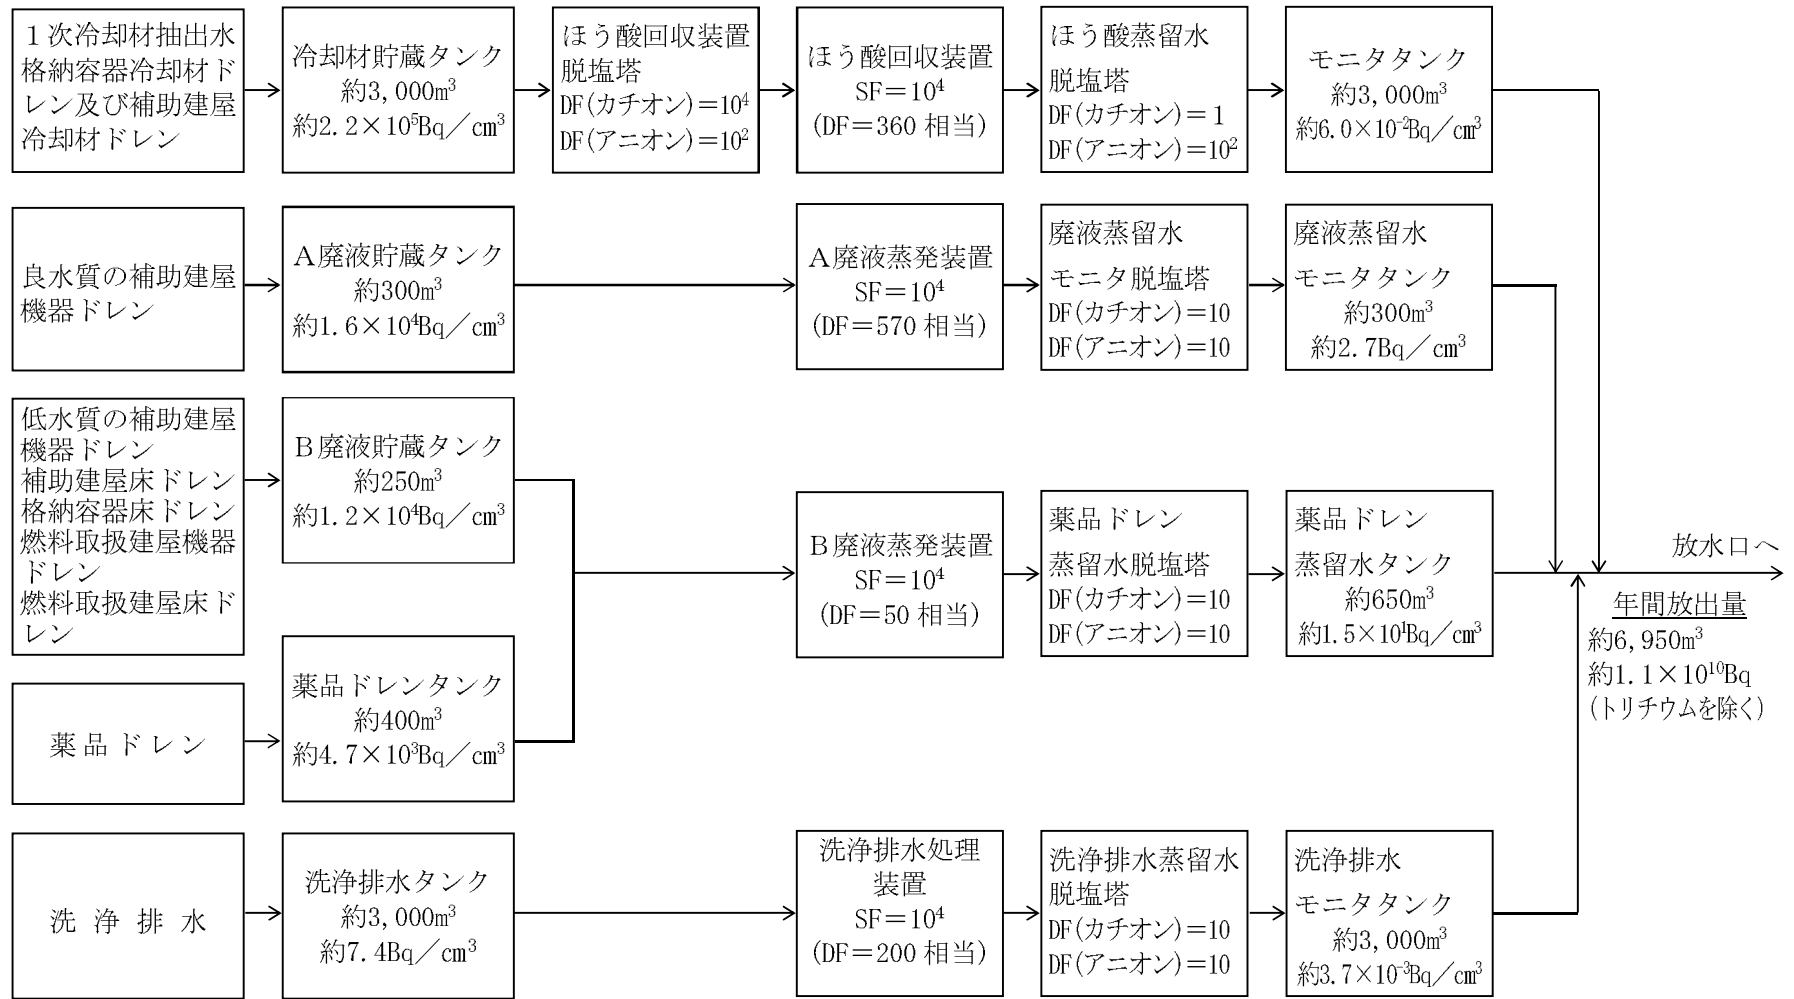 １次冷却材抽出水
格納容器冷却材ド
レン及び補助建屋
冷却材ドレン
冷却材貯蔵タンク
約3,000m³
約2.2×10⁵Bq／cm³
ほう酸回収装置
脱塩塔
DF(カチオン)＝10⁴
DF(アニオン)＝10²
ほう酸回収装置
SF＝10⁴
(DF＝360 相当)
ほう酸蒸留水
脱塩塔
DF(カチオン)＝1
DF(アニオン)＝10²
モニタタンク
約3,000m³
約6.0×10⁻²Bq／cm³
良水質の補助建屋
機器ドレン
Ａ廃液貯蔵タンク
約300m³
約1.6×10⁴Bq／cm³
Ａ廃液蒸発装置
SF＝10⁴
(DF＝570 相当)
廃液蒸留水
モニタ脱塩塔
DF(カチオン)＝10
DF(アニオン)＝10
廃液蒸留水
モニタタンク
約300m³
約2.7Bq／cm³
低水質の補助建屋
機器ドレン
補助建屋床ドレン
格納容器床ドレン
燃料取扱建屋機器
ドレン
燃料取扱建屋床ド
レン
Ｂ廃液貯蔵タンク
約250m³
約1.2×10⁴Bq／cm³
薬品ドレン
薬品ドレンタンク
約400m³
約4.7×10³Bq／cm³
Ｂ廃液蒸発装置
SF＝10⁴
(DF＝50 相当)
薬品ドレン
蒸留水脱塩塔
DF(カチオン)＝10
DF(アニオン)＝10
薬品ドレン
蒸留水タンク
約650m³
約1.5×10¹Bq／cm³
放水口へ
年間放出量
約6,950m³
約1.1×10¹⁰Bq
(トリチウムを除く)
洗浄排水
洗浄排水タンク
約3,000m³
約7.4Bq／cm³
洗浄排水処理
装置
SF＝10⁴
(DF＝200 相当)
洗浄排水蒸留水
脱塩塔
DF(カチオン)＝10
DF(アニオン)＝10
洗浄排水
モニタタンク
約3,000m³
約3.7×10⁻³Bq／cm³